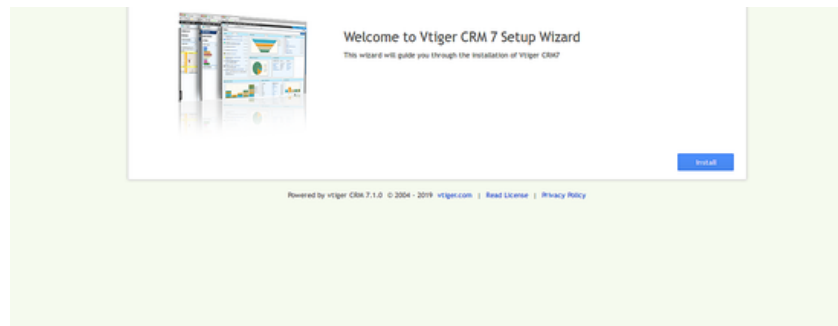 Welcome to Vtiger CRM 7 Setup Wizard
This wizard will guide you through the installation of Vtiger CRM7
Install
Powered by vtiger CRM 7.1.0 © 2004 - 2019 vtiger.com | Read License | Privacy Policy